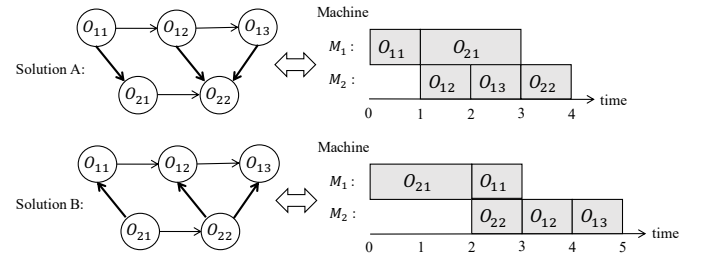 Machine
O₁₁ O₁₂ O₁₃
M₁ : O₁₁ O₂₁
Solution A:
M₂ : O₁₂ O₁₃ O₂₂
O₂₁ O₂₂
time
0 1 2 3 4
Machine
O₁₁ O₁₂ O₁₃
M₁ : O₂₁ O₁₁
Solution B:
M₂ : O₂₂ O₁₂ O₁₃
O₂₁ O₂₂
time
0 1 2 3 4 5